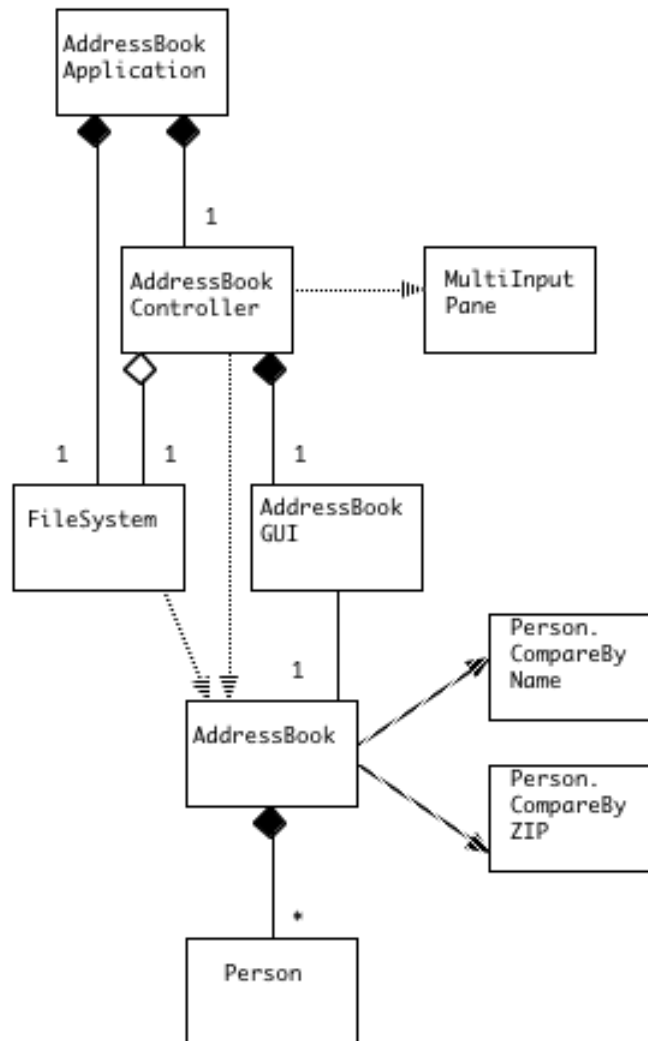 AddressBook
Application
1
AddressBook
Controller
MultiInput
Pane
1
1
1
FileSystem
AddressBook
GUI
Person.
CompareBy
Name
1
AddressBook
Person.
CompareBy
ZIP
*
Person